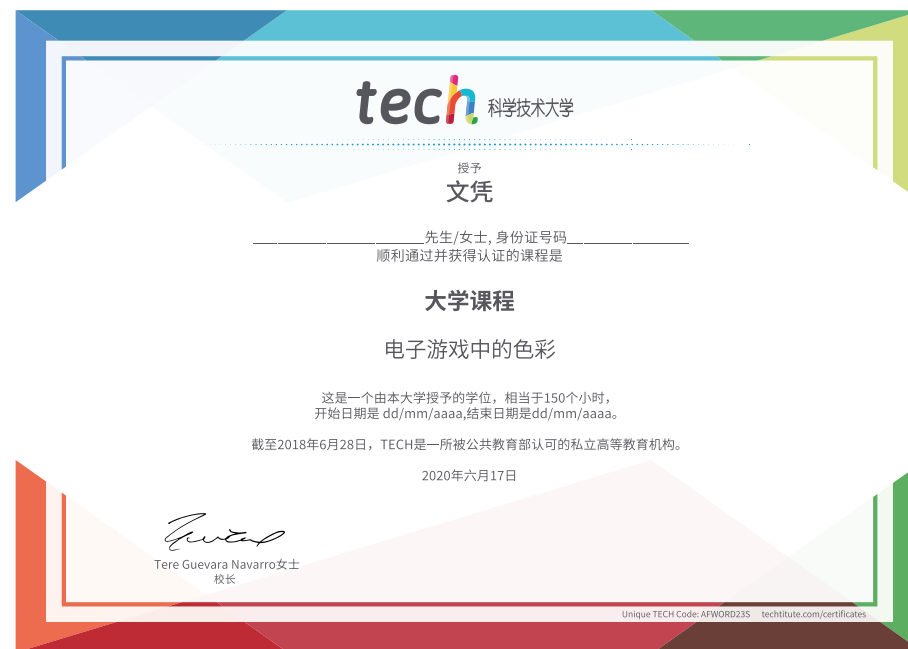 tech 科学技术大学
授予
文凭
______________________先生/女士, 身份证号码_______________
顺利通过并获得认证的课程是
大学课程
电子游戏中的色彩
这是一个由本大学授予的学位，相当于150个小时，
开始日期是 dd/mm/aaaa,结束日期是dd/mm/aaaa。
截至2018年6月28日，TECH是一所被公共教育部认可的私立高等教育机构。
2020年六月17日
Tere Guevara Navarro女士
校长
Unique TECH Code: AFWORD23S techtitute.com/certificates